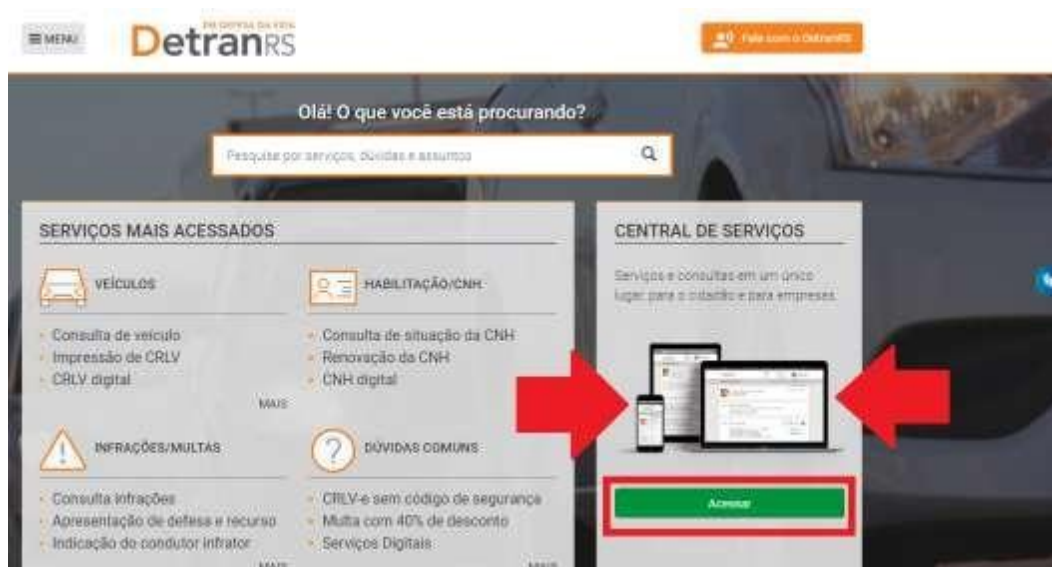 EM DEFESA DA VIDA
MENU
DetranRS
Fale com o DetranRS
Olá! O que você está procurando?
Pesquise por serviços, dúvidas e assuntos
SERVIÇOS MAIS ACESSADOS
VEÍCULOS
Consulta de veículo
Impressão de CRLV
CRLV digital
MAIS
HABILITAÇÃO/CNH
Consulta de situação da CNH
Renovação da CNH
CNH digital
INFRAÇÕES/MULTAS
Consulta Infrações
Apresentação de defesa e recurso
Indicação do condutor infrator
MAIS
DÚVIDAS COMUNS
CRLV-e sem código de segurança
Multa com 40% de desconto
Serviços Digitais
MAIS
CENTRAL DE SERVIÇOS
Serviços e consultas em um único
lugar, para o cidadão e para empresas.
Acessar